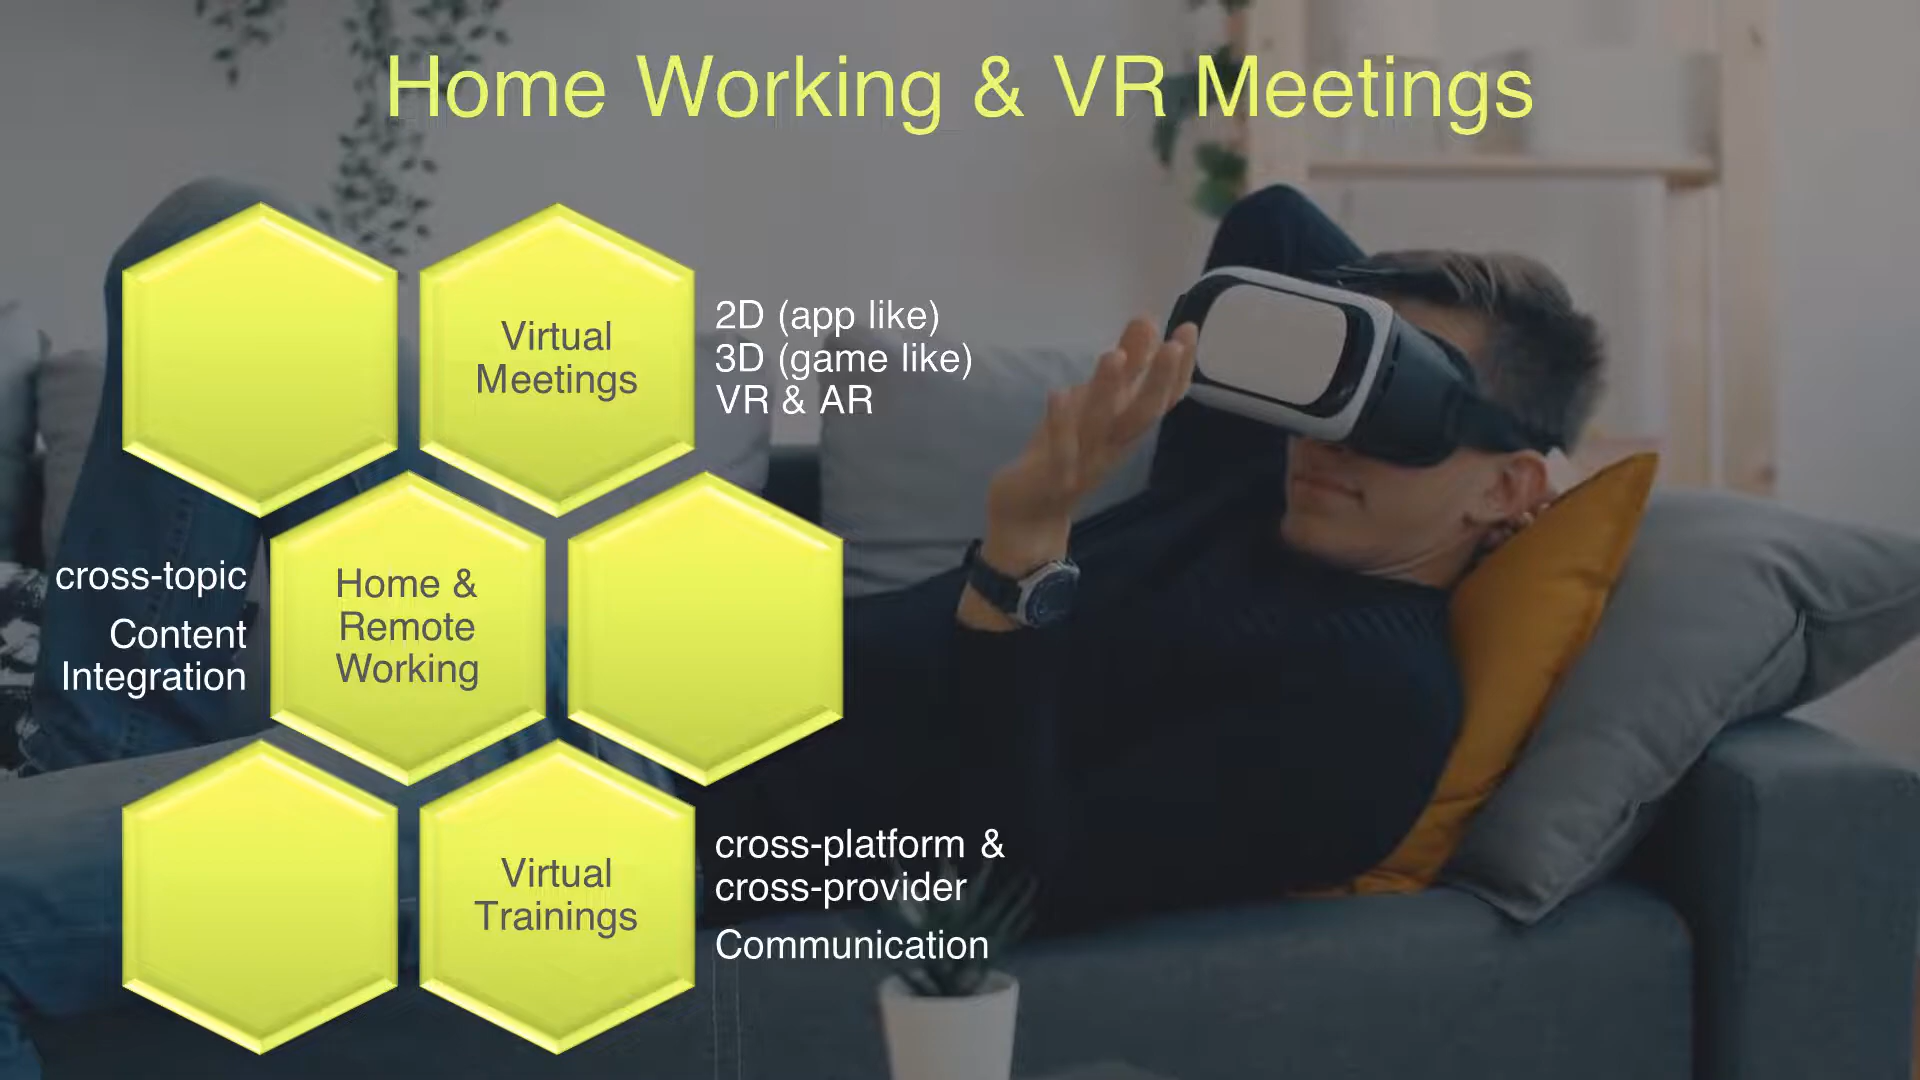 Home Working & VR Meetings
Virtual
Meetings
2D (app like)
3D (game like)
VR & AR
cross-topic
Content
Integration
Home &
Remote
Working
Virtual
Trainings
cross-platform &
cross-provider
Communication